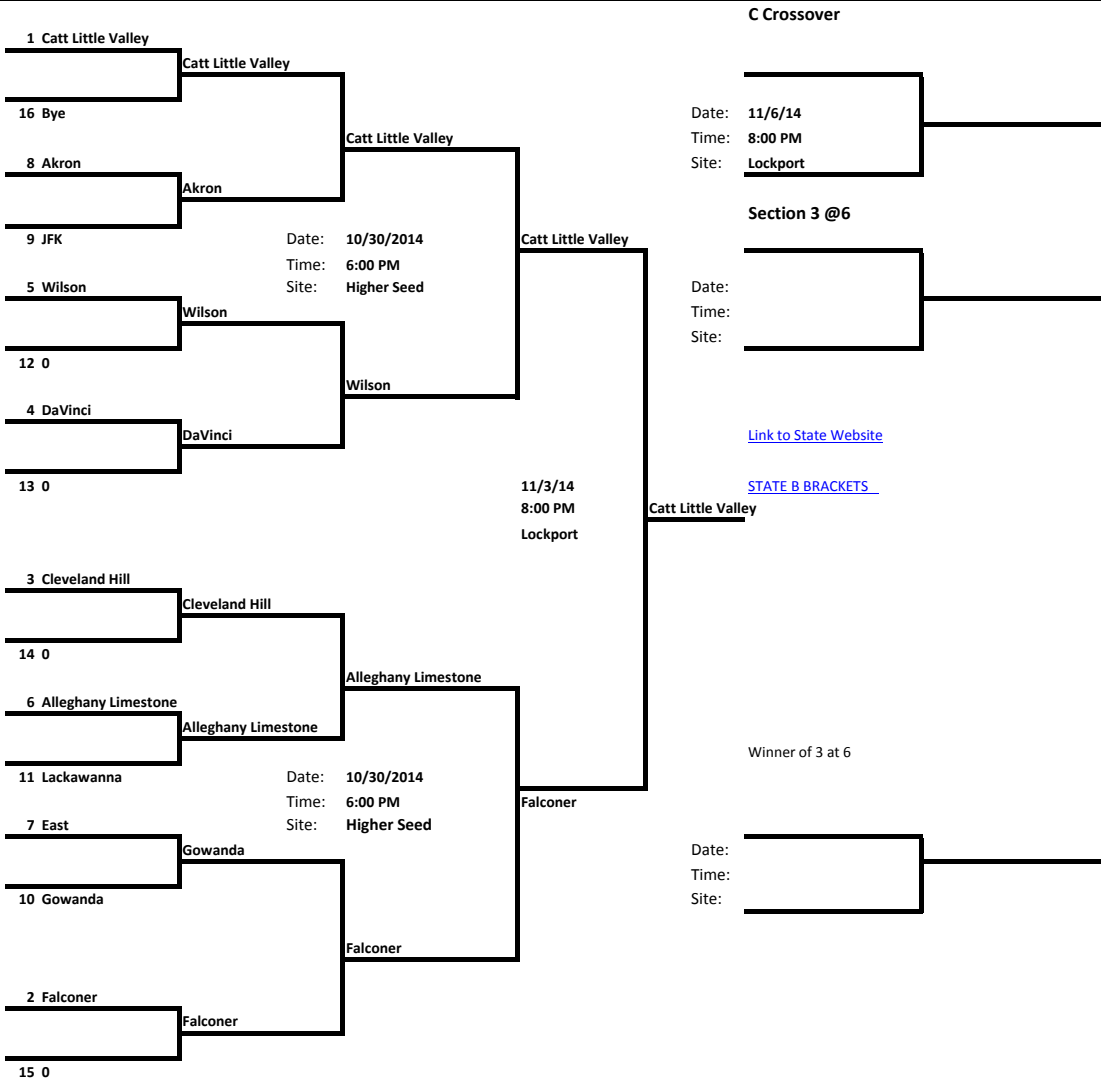 C Crossover
1 Catt Little Valley
Catt Little Valley
16 Bye
Date: 11/6/14
Catt Little Valley
Time: 8:00 PM
8 Akron
Site: Lockport
Akron
Section 3 @6
9 JFK
Date: 10/30/2014
Catt Little Valley
Time: 6:00 PM
5 Wilson
Site: Higher Seed
Date:
Wilson
Time:
Site:
12 0
Wilson
4 DaVinci
DaVinci
Link to State Website
13 0
11/3/14
STATE B BRACKETS
8:00 PM
Catt Little Valley
Lockport
3 Cleveland Hill
Cleveland Hill
14 0
Alleghany Limestone
6 Alleghany Limestone
Alleghany Limestone
Winner of 3 at 6
11 Lackawanna
Date: 10/30/2014
Time: 6:00 PM
Falconer
7 East
Site: Higher Seed
Gowanda
Date:
Time:
10 Gowanda
Site:
Falconer
2 Falconer
Falconer
15 0